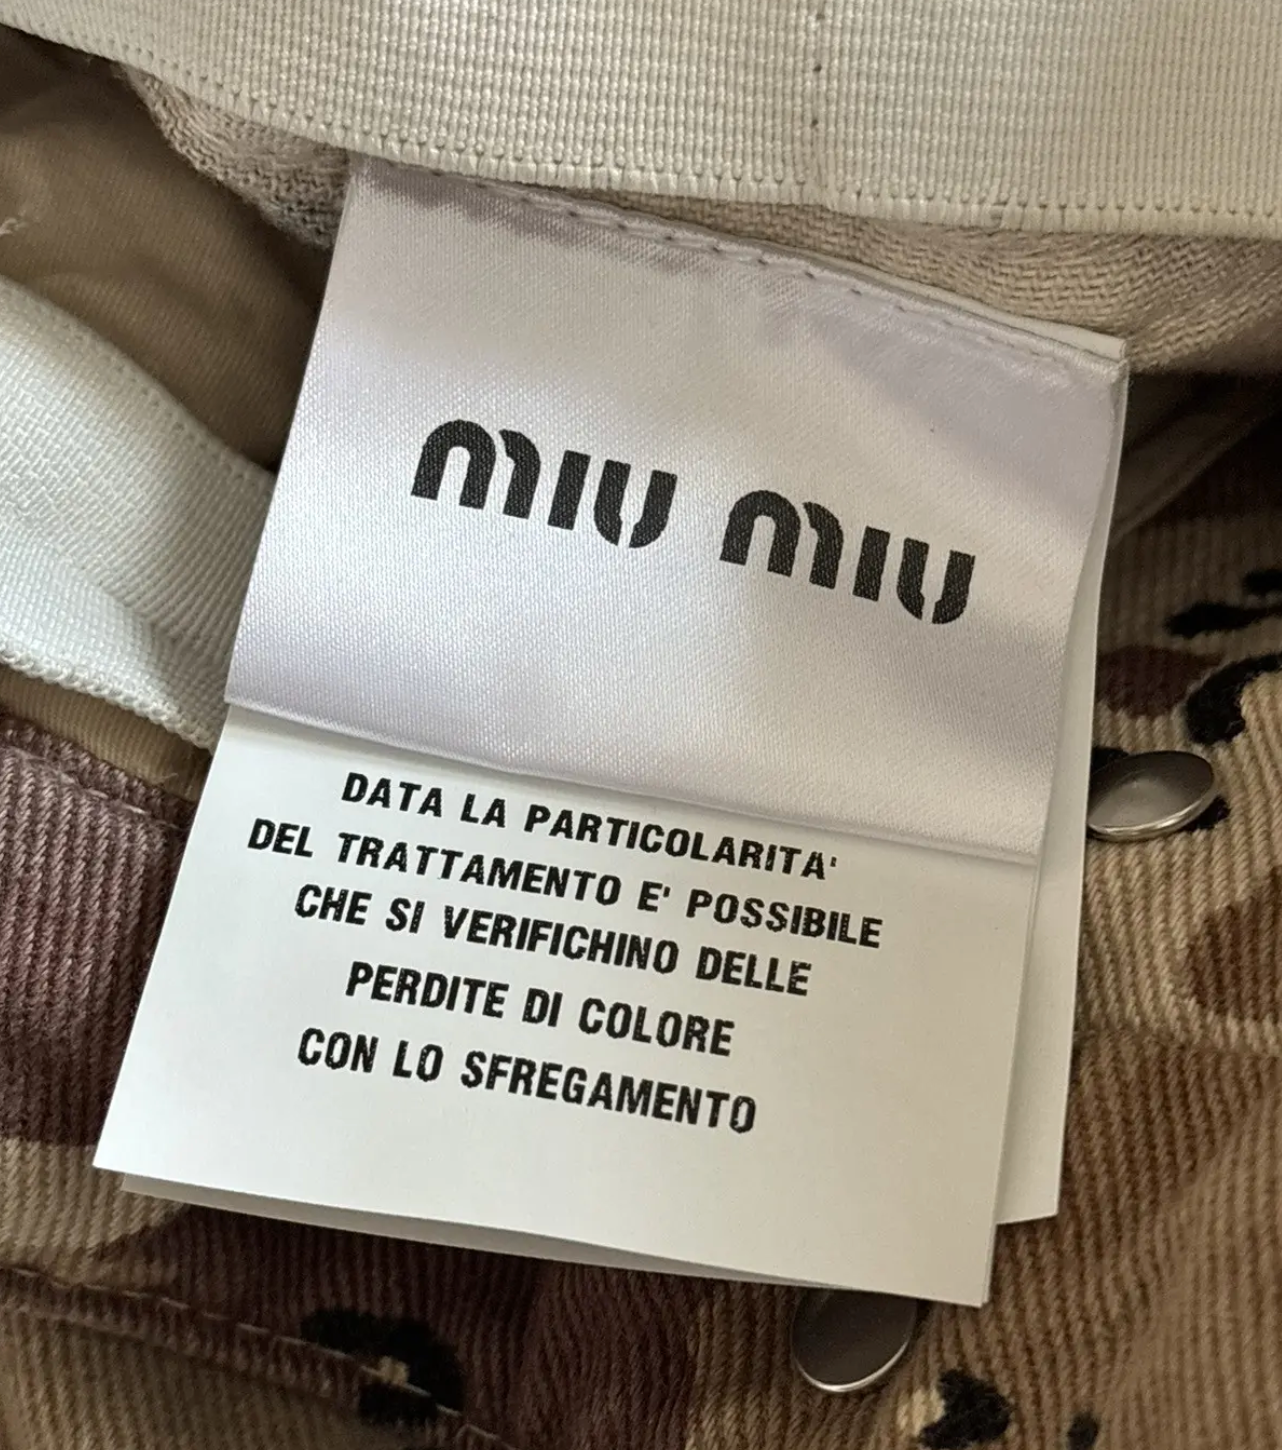 miu miu
DATA LA PARTICOLARITA'
DEL TRATTAMENTO E' POSSIBILE
CHE SI VERIFICHINO DELLE
PERDITE DI COLORE
CON LO SFREGAMENTO